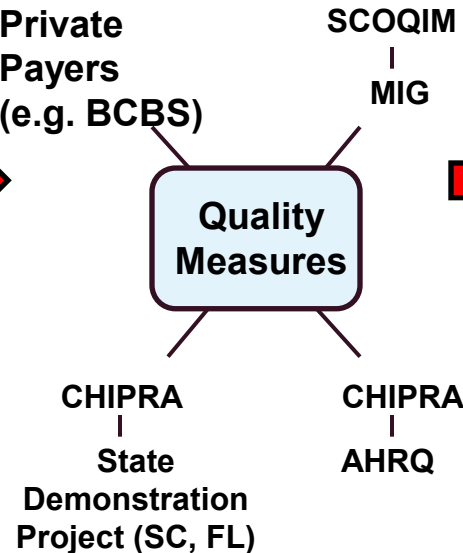 Private
Payers
(e.g. BCBS)
SCOQIM
MIG
Quality
Measures
CHIPRA
State
Demonstration
Project (SC, FL)
CHIPRA
AHRQ